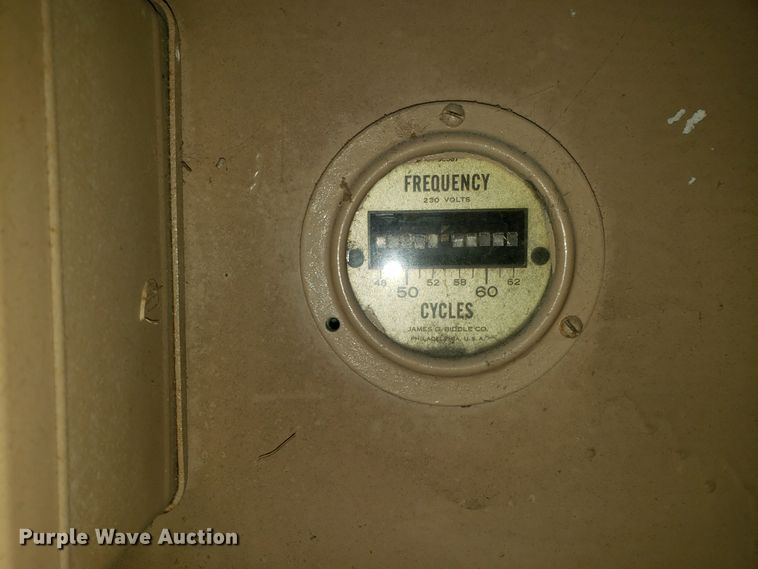 FREQUENCY
230 VOLTS
48 52 58 62
50 60
CYCLES
JAMES G. BIDDLE CO.
PHILADELPHIA, U.S.A.
Purple Wave Auction